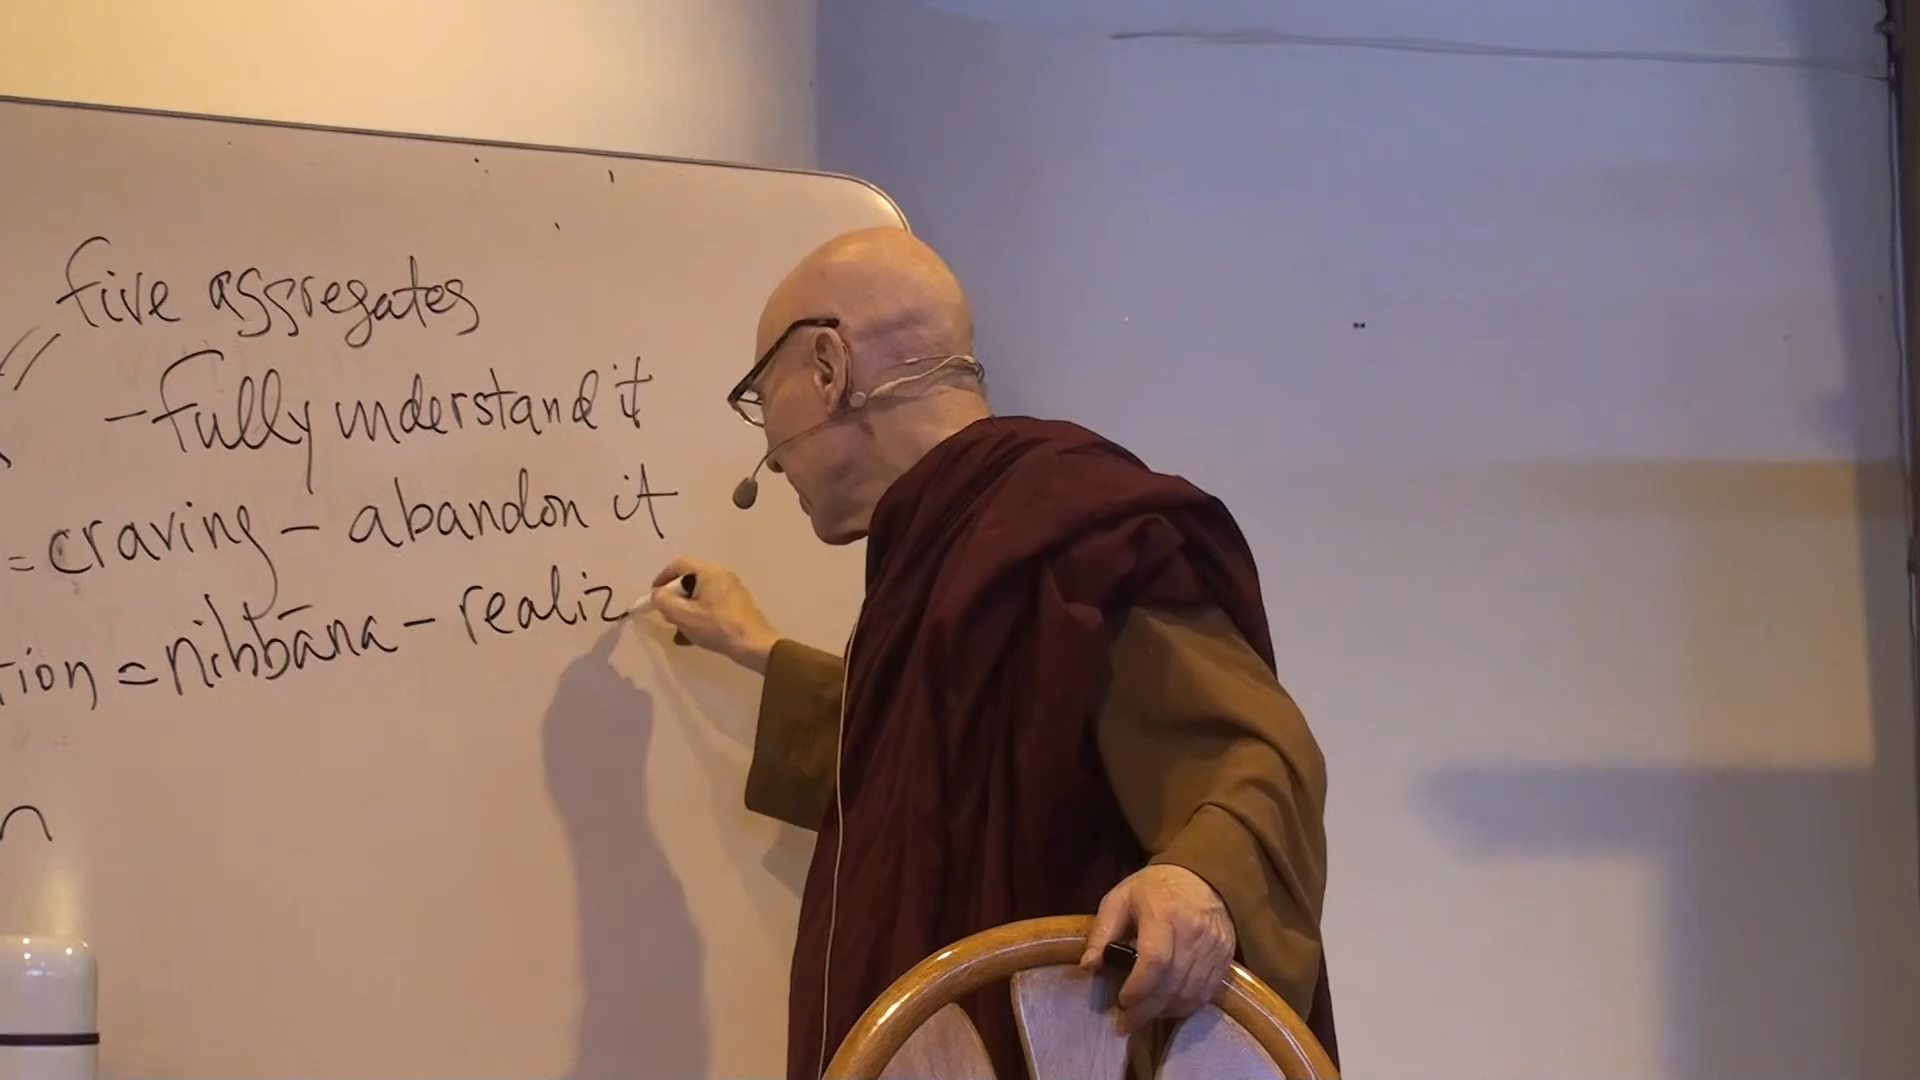 five aggregates
- fully understand it
= craving - abandon it
tion = nibbāna - realiz
n